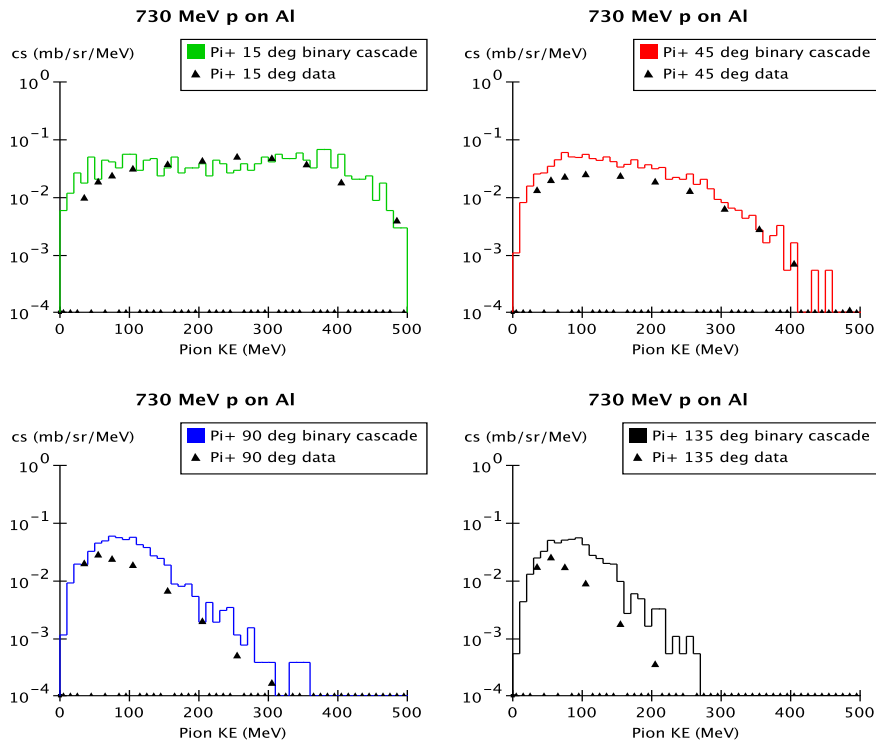 730 MeV p on Al
cs (mb/sr/MeV)
Pi+ 15 deg binary cascade
Pi+ 15 deg data
10^0
10^-1
10^-2
10^-3
10^-4
0 100 200 300 400 500
Pion KE (MeV)
730 MeV p on Al
cs (mb/sr/MeV)
Pi+ 45 deg binary cascade
Pi+ 45 deg data
10^0
10^-1
10^-2
10^-3
10^-4
0 100 200 300 400 500
Pion KE (MeV)
730 MeV p on Al
cs (mb/sr/MeV)
Pi+ 90 deg binary cascade
Pi+ 90 deg data
10^0
10^-1
10^-2
10^-3
10^-4
0 100 200 300 400 500
Pion KE (MeV)
730 MeV p on Al
cs (mb/sr/MeV)
Pi+ 135 deg binary cascade
Pi+ 135 deg data
10^0
10^-1
10^-2
10^-3
10^-4
0 100 200 300 400 500
Pion KE (MeV)